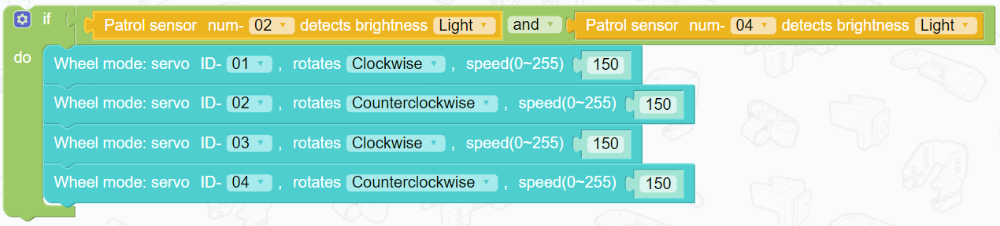 if Patrol sensor num- 02 detects brightness Light and Patrol sensor num- 04 detects brightness Light
do Wheel mode: servo ID- 01 , rotates Clockwise , speed(0~255) 150
Wheel mode: servo ID- 02 , rotates Counterclockwise , speed(0~255) 150
Wheel mode: servo ID- 03 , rotates Clockwise , speed(0~255) 150
Wheel mode: servo ID- 04 , rotates Counterclockwise , speed(0~255) 150